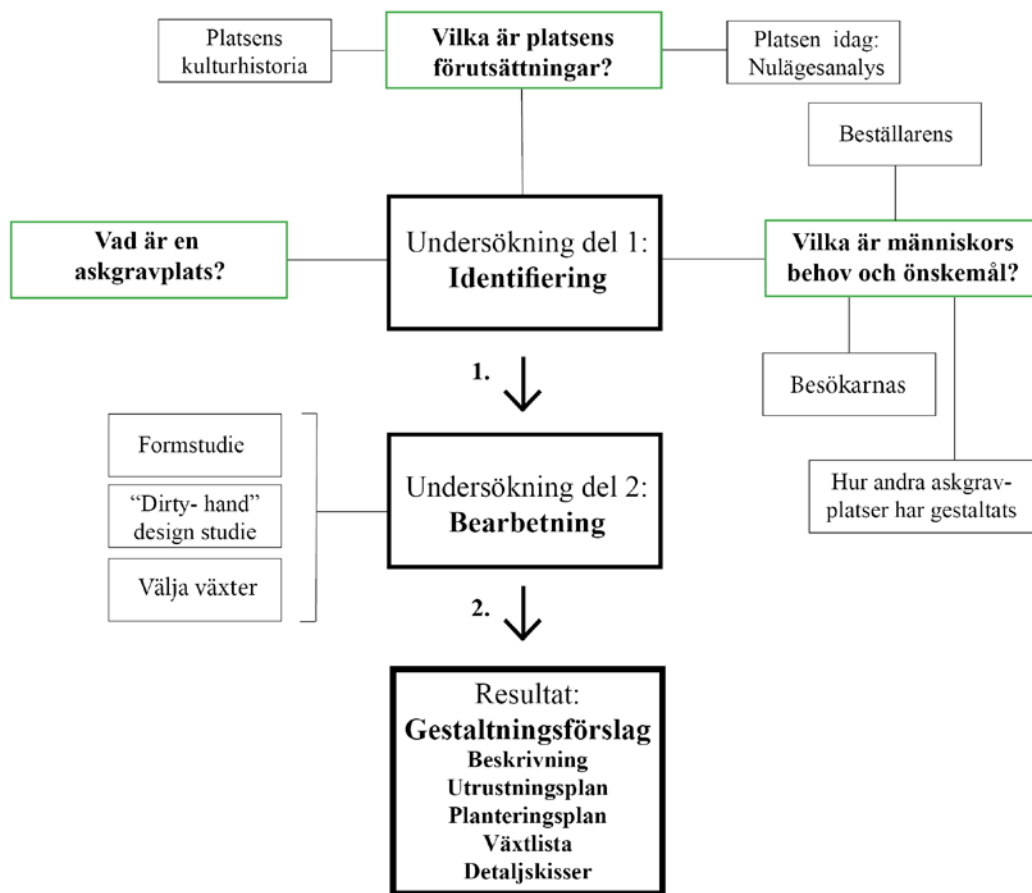 Platsens
kulturhistoria
Vilka är platsens
förutsättningar?
Platsen idag:
Nulägesanalys
Beställarens
Vad är en
askgravplats?
Undersökning del 1:
Identifiering
Vilka är människors
behov och önskemål?
1.
Besökarnas
Formstudie
“Dirty- hand”
design studie
Välja växter
Undersökning del 2:
Bearbetning
Hur andra askgrav-
platser har gestaltats
2.
Resultat:
Gestaltningsförslag
Beskrivning
Utrustningsplan
Planteringsplan
Växtlista
Detaljskisser